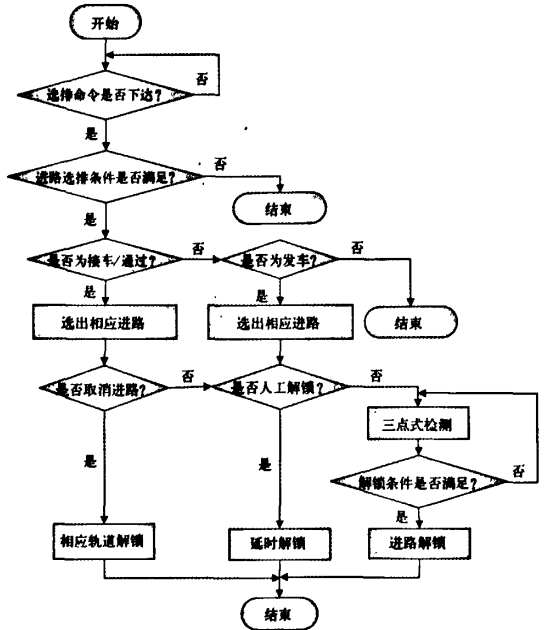 开始
否
选排命令是否下达?
是
否
进路选排条件是否满足?
是
结束
否
否
是否为接车/通过?
是否为发车?
是
是
选出相应进路
选出相应进路
结束
否
否
是否取消进路?
是否人工解锁?
三点式检测
是
是
否
解锁条件是否满足?
是
相应轨道解锁
延时解锁
进路解锁
结束